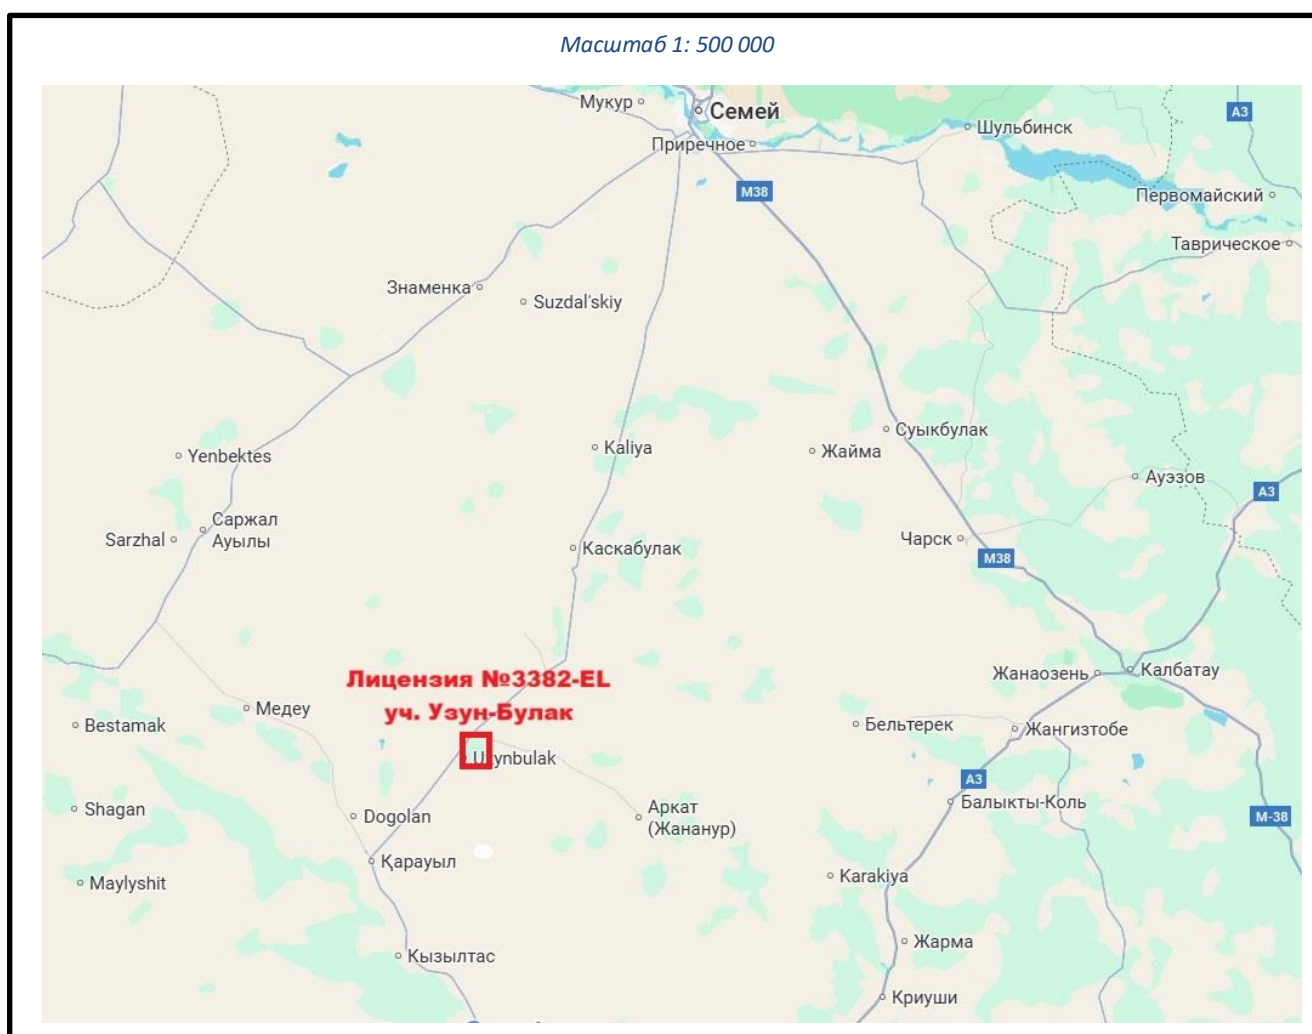 Масштаб 1: 500 000
Мукур
Семей
A3
Шульбинск
Приречное
M38
Первомайский
Таврическое
Знаменка
Suzdal'skiy
Суыкбулак
Kaliya
Жайма
Yenbektes
Ауэзов
A3
Саржал
Ауылы
Sarzhal
Каскабулак
Чарск
M38
Лицензия №3382-EL
уч. Узун-Булак
Жанаозень
Калбатау
Медеу
Bestamak
Бельтерек
Жангизтобе
Uzynbulak
A3
Shagan
Dogolan
Аркат
(Жананур)
Балыкты-Коль
M-38
Қарауыл
Maylyshit
Karakiya
Жарма
Кызылтас
Криуши